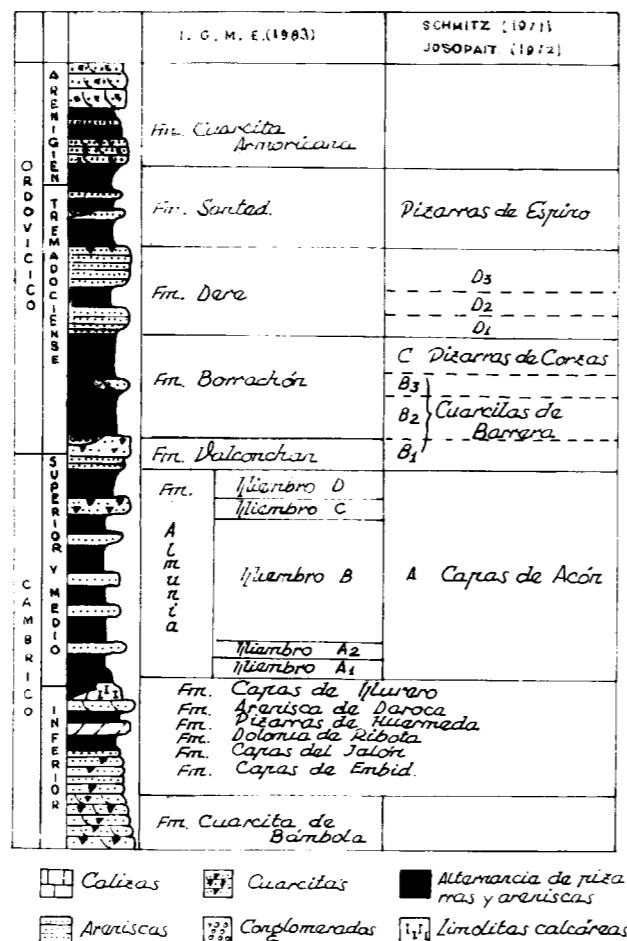 I. G. M. E. (1983)
SCHMITZ (1971)
JOSOPAIT. (1972)
ORDOVICICO
CAMBRICO
ARENIGIEN
TREMADOCIENSE
SUPERIOR Y MEDIO
INFERIOR
Fm. Cuarcita
Armoricana
Fm. Santed.
Pizarras de Espiro
Fm. Dere
D3
D2
D1
Fm. Borrachón
C Pizarras de Corzas
B3
B2
B1
Cuarcitas de
Barrera
Fm. Valconchan
Fm.
Almunia
Miembro D
Miembro C
Miembro B
Miembro A2
Miembro A1
A Capas de Acón
Fm. Capas de Murero
Fm. Arenisca de Daroca
Fm. Pizarras de Huermeda
Fm. Dolomia de Ribota
Fm. Capas del Jalón
Fm. Capas de Embid.
Fm. Cuarcita de
Bámbola
Calizas
Cuarcitas
Alternancia de piza
rras y areniscas
Areniscas
Conglomerados
Limolitas calcáreas